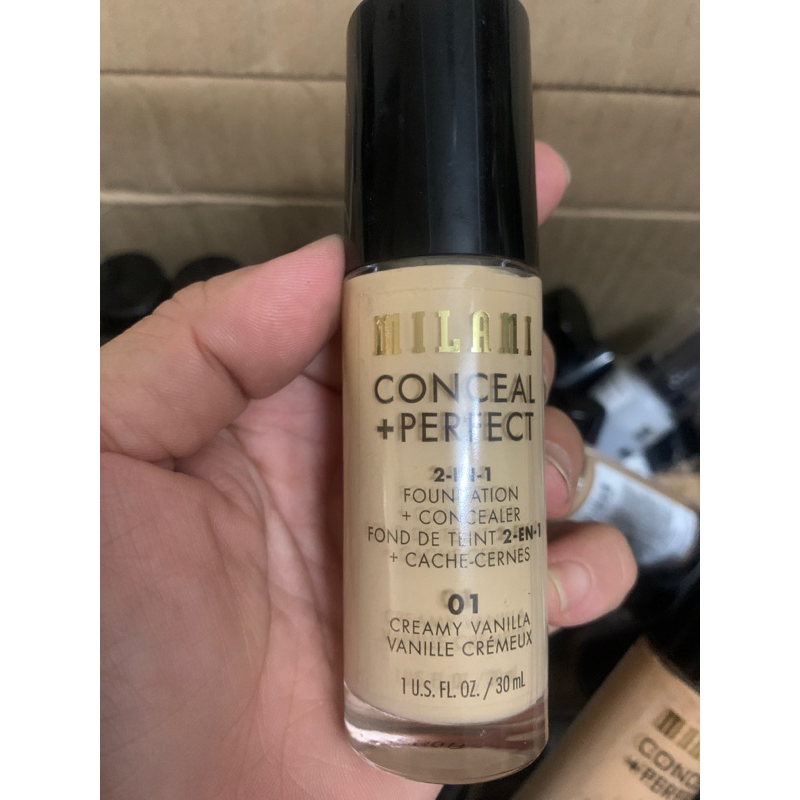 MILANI
CONCEAL
+PERFECT
2-IN-1
FOUNDATION
+ CONCEALER
FOND DE TEINT 2-EN-1
+ CACHE-CERNES
01
CREAMY VANILLA
VANILLE CRÉMEUX
1 U.S. FL. OZ. / 30 mL